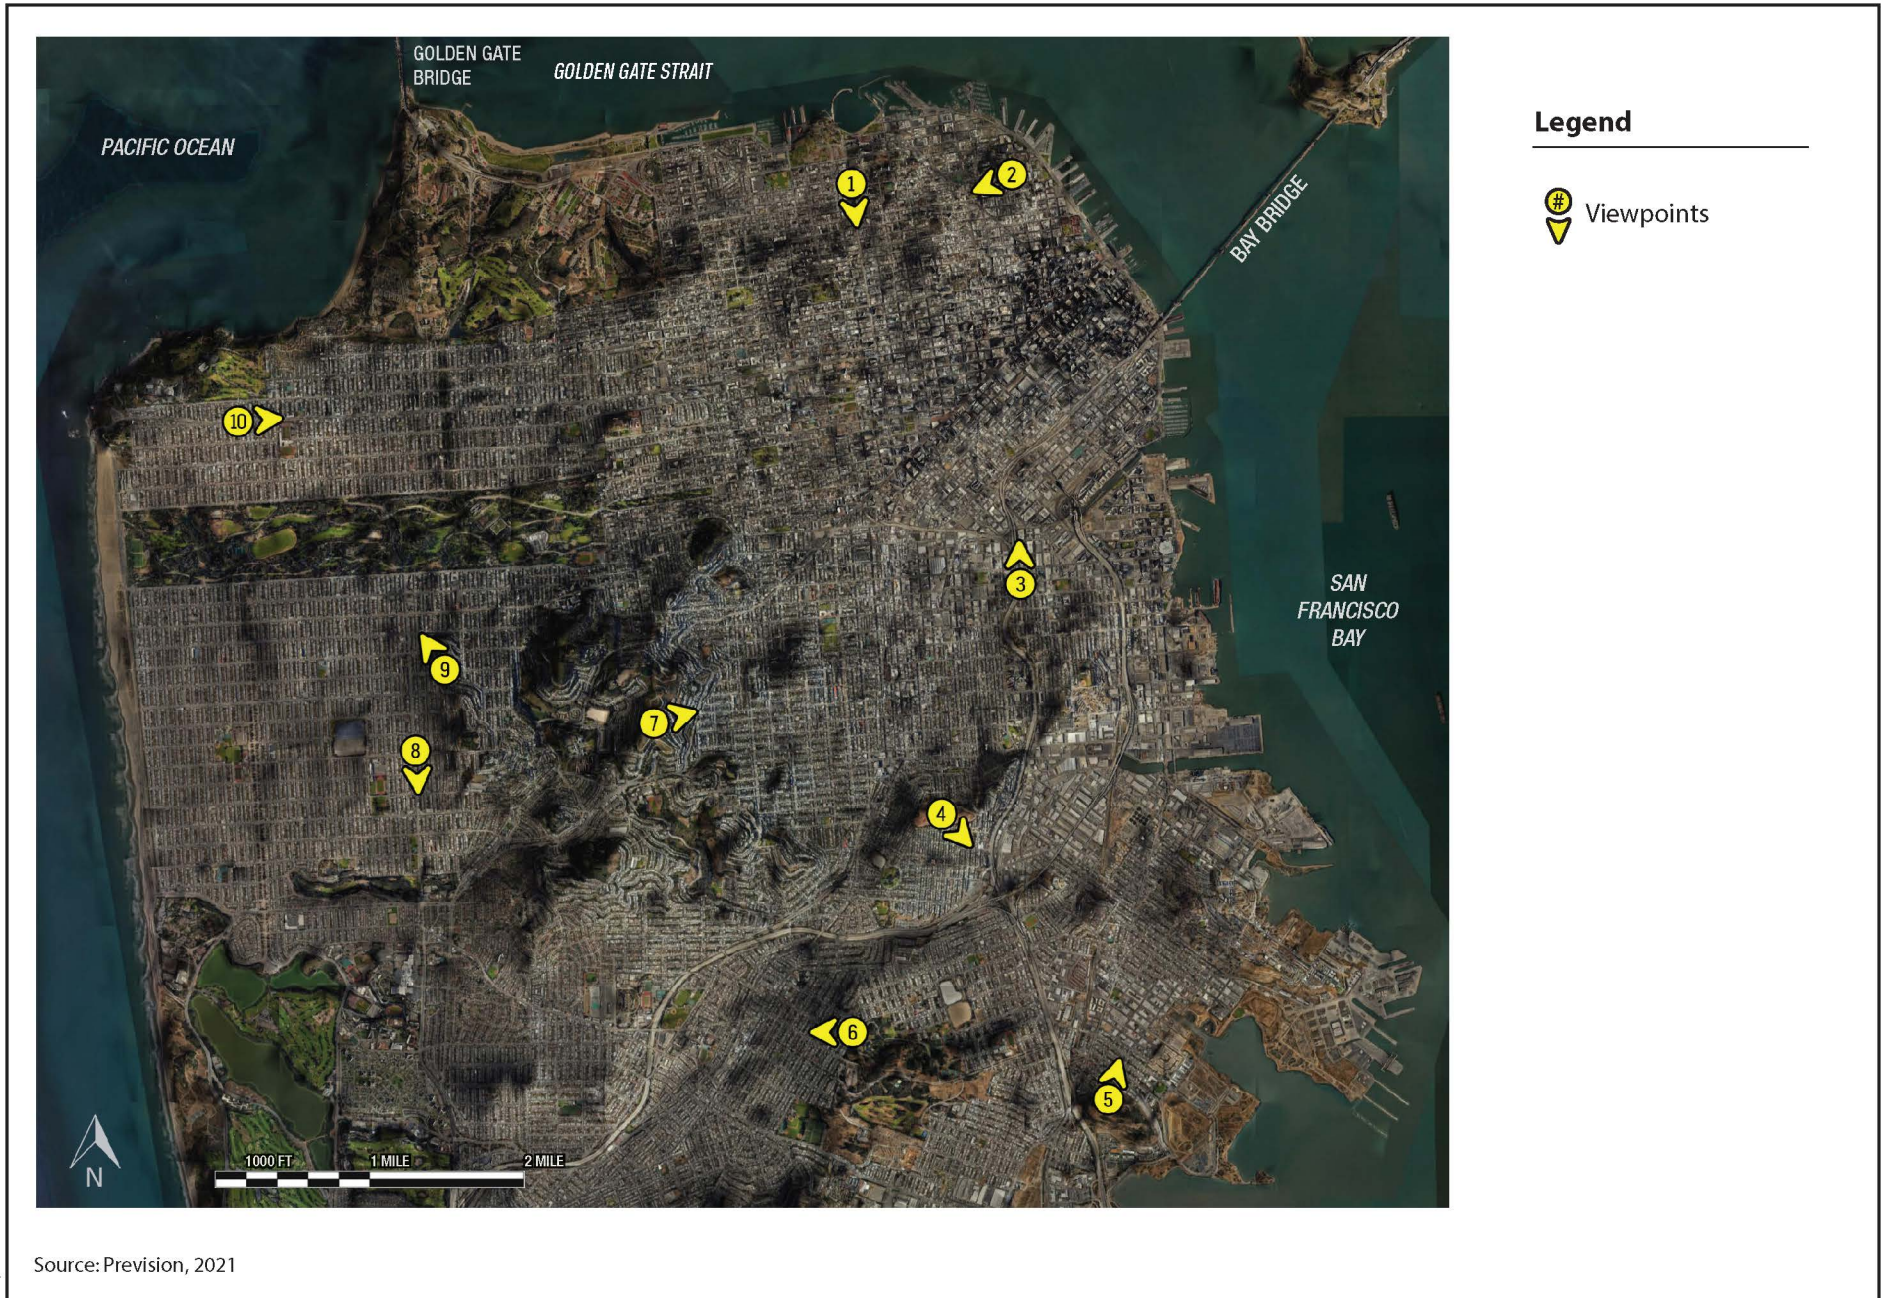 GOLDEN GATE
BRIDGE
GOLDEN GATE STRAIT
PACIFIC OCEAN
Legend
#
Viewpoints
1
2
BAY BRIDGE
10
3
SAN
FRANCISCO
BAY
9
7
8
4
6
5
N
1000 FT
1 MILE
2 MILE
Source: Prevision, 2021